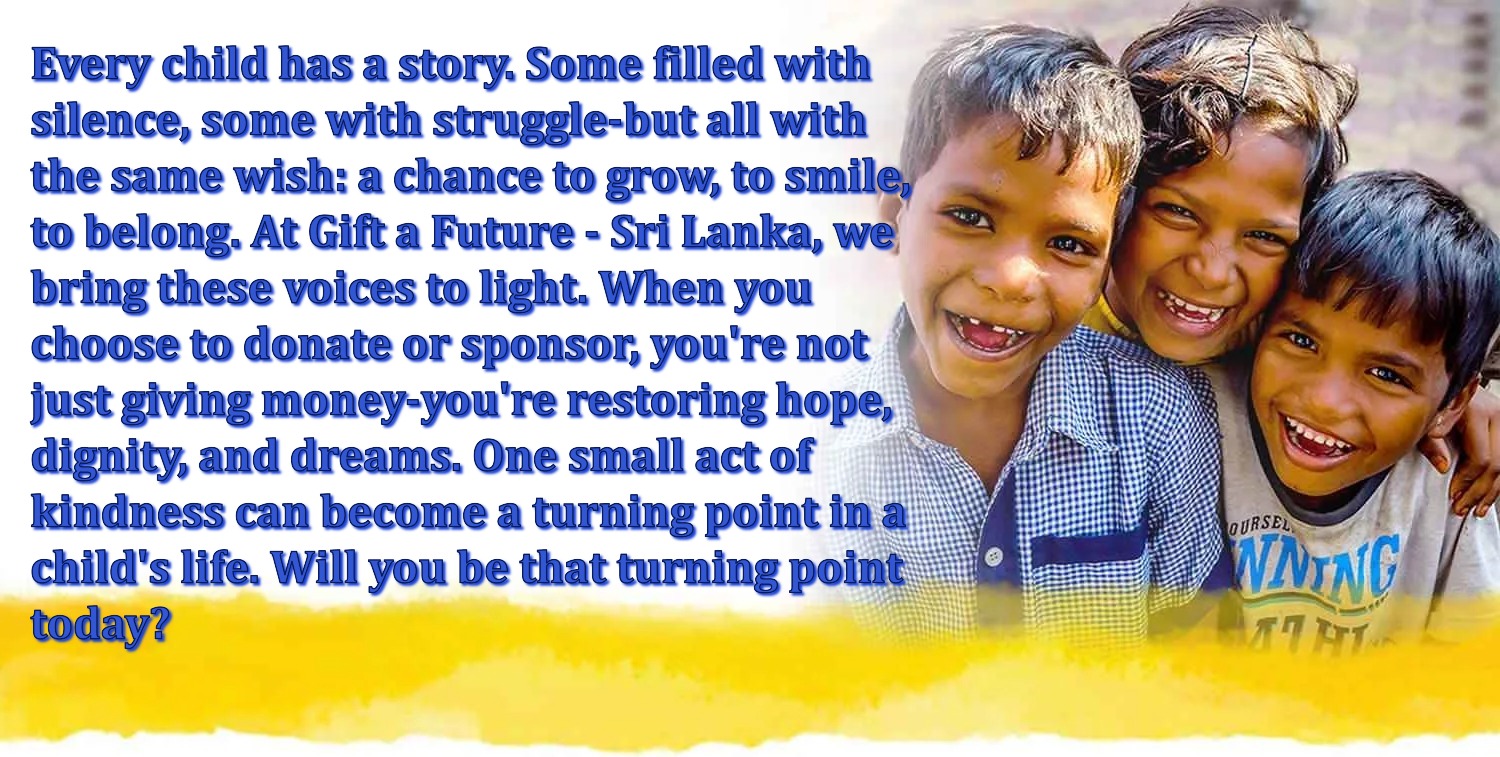 Every child has a story. Some filled with
silence, some with struggle-but all with
the same wish: a chance to grow, to smile,
to belong. At Gift a Future - Sri Lanka, we
bring these voices to light. When you
choose to donate or sponsor, you're not
just giving money-you're restoring hope,
dignity, and dreams. One small act of
kindness can become a turning point in a
child's life. Will you be that turning point
today?